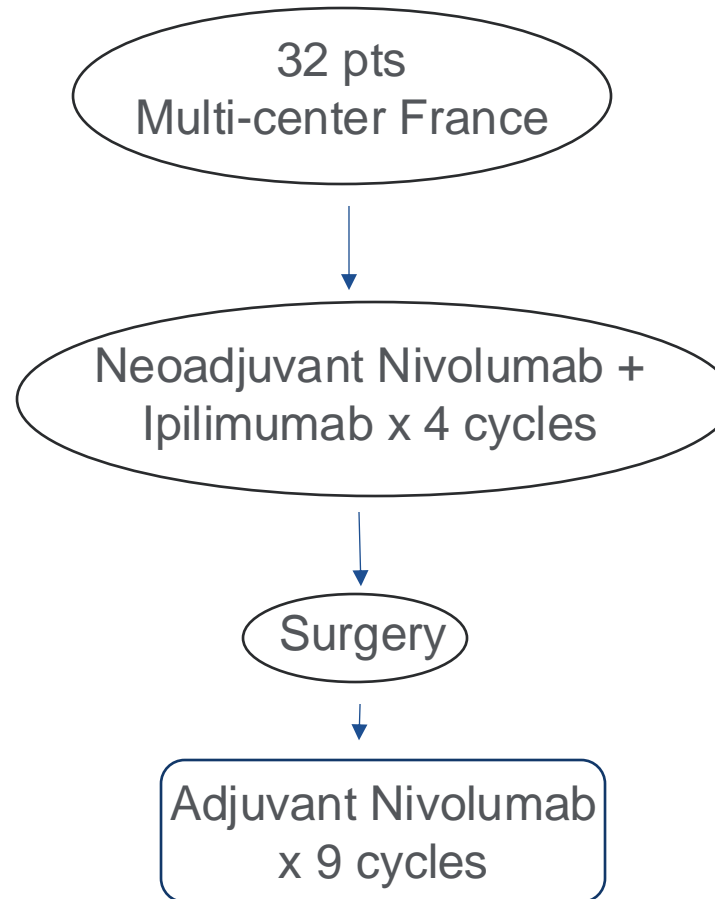 32 pts
Multi-center France
Neoadjuvant Nivolumab +
Ipilimumab x 4 cycles
Surgery
Adjuvant Nivolumab
x 9 cycles